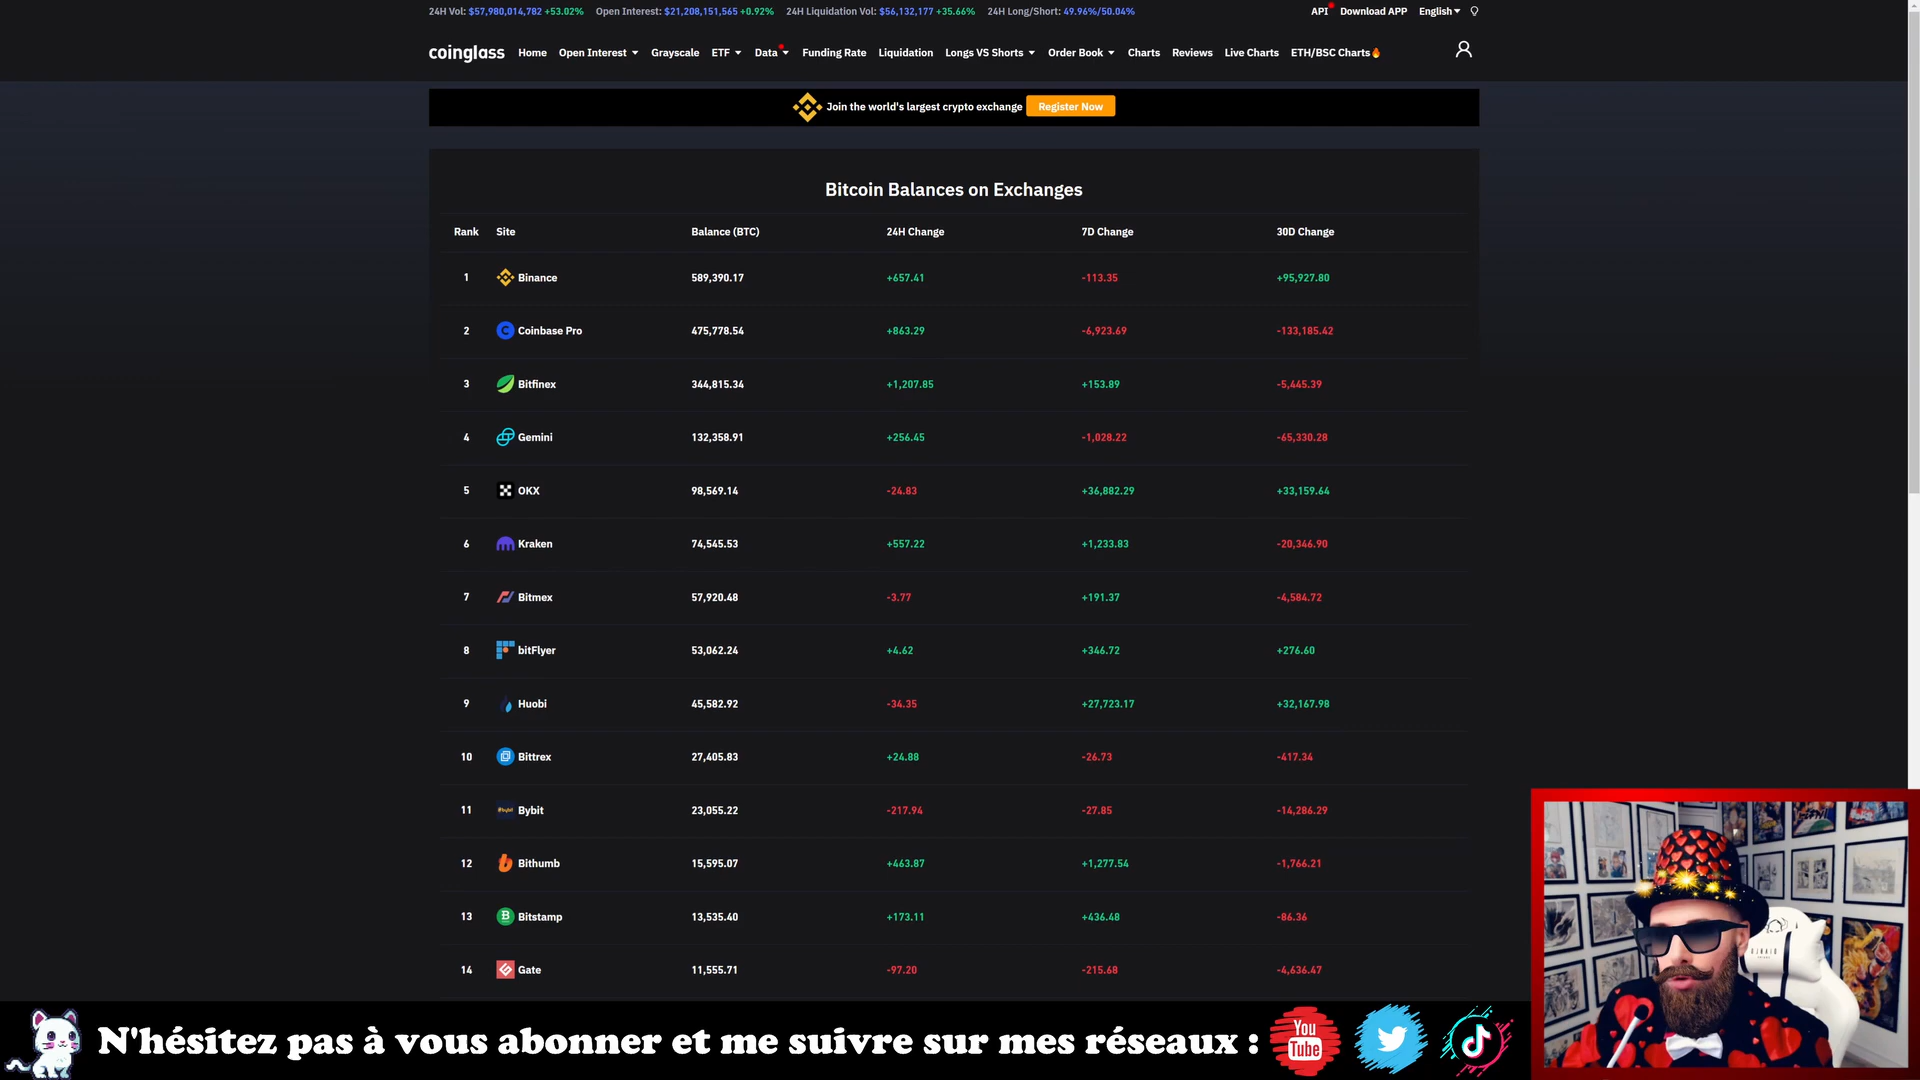 24H Vol: $57,980,014,782 +53.02% Open Interest: $21,208,151,565 +0.92% 24H Liquidation Vol: $56,132,177 +35.66% 24H Long/Short: 49.96%/50.04% API Download APP English
coinglass Home Open Interest Grayscale ETF Data Funding Rate Liquidation Longs VS Shorts Order Book Charts Reviews Live Charts ETH/BSC Charts
Join the world's largest crypto exchange Register Now
Bitcoin Balances on Exchanges
Rank Site Balance (BTC) 24H Change 7D Change 30D Change
1 Binance 589,390.17 +657.41 -113.35 +95,927.80
2 Coinbase Pro 475,778.54 +863.29 -6,923.69 -133,185.42
3 Bitfinex 344,815.34 +1,207.85 +153.89 -5,445.39
4 Gemini 132,358.91 +256.45 -1,028.22 -65,330.28
5 OKX 98,569.14 -24.83 +36,882.29 +33,159.64
6 Kraken 74,545.53 +557.22 +1,233.83 -20,346.90
7 Bitmex 57,920.48 -3.77 +191.37 -4,584.72
8 bitFlyer 53,062.24 +4.62 +346.72 +276.60
9 Huobi 45,582.92 -34.35 +27,723.17 +32,167.98
10 Bittrex 27,405.83 +24.88 -26.73 -417.34
11 Bybit 23,055.22 -217.94 -27.85 -14,286.29
12 Bithumb 15,595.07 +463.87 +1,277.54 -1,766.21
13 Bitstamp 13,535.40 +173.11 +436.48 -86.36
14 Gate 11,555.71 -97.20 -215.68 -4,636.47
N'hésitez pas à vous abonner et me suivre sur mes réseaux : You Tube